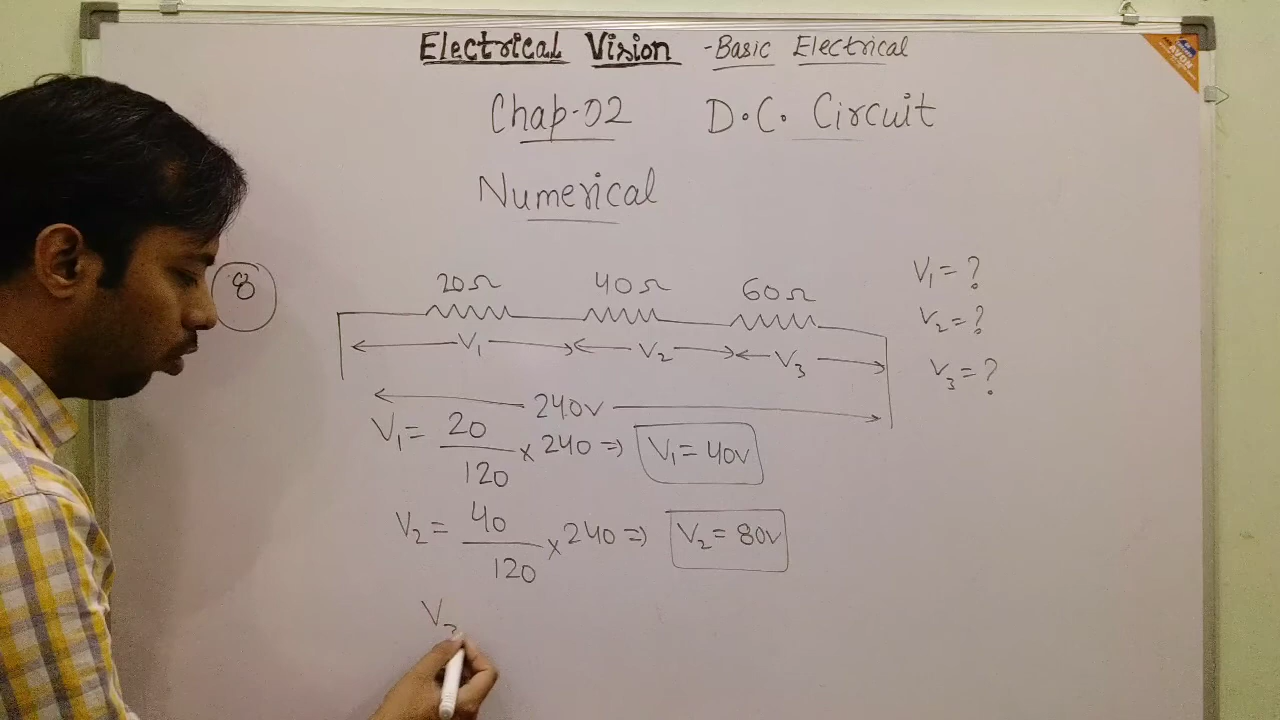 Electrical Vision -Basic Electrical
Chap-02 D.C. Circuit
Numerical
8
20Ω 40Ω 60Ω
V₁ V₂ V₃
240V
V₁ = ?
V₂ = ?
V₃ = ?
V₁ = 20/120 × 240 ⇒ V₁ = 40V
V₂ = 40/120 × 240 ⇒ V₂ = 80V
V
AVON